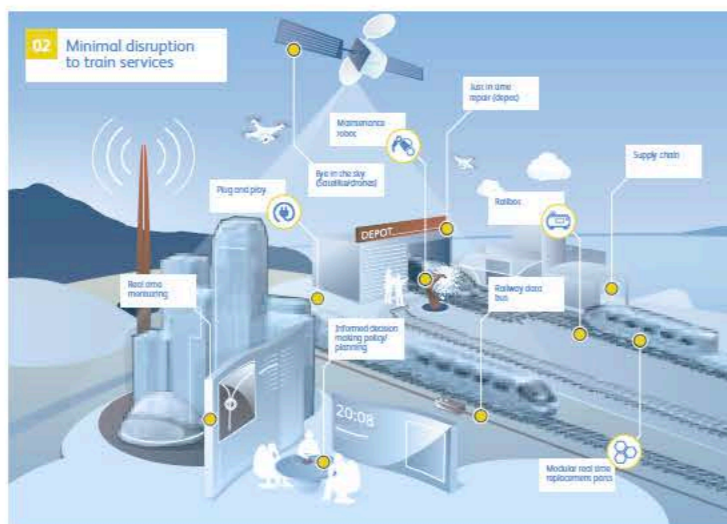 02
Minimal disruption
to train services
Just in time
repair (depot)
Maintenance
robot
Supply chain
Eye in the sky
(Satellite/drones)
Plug and play
Railbox
DEPOT
Real time
monitoring
Railway data
bus
Informed decision
making policy/
planning
20:08
Modular real time
replacement parts